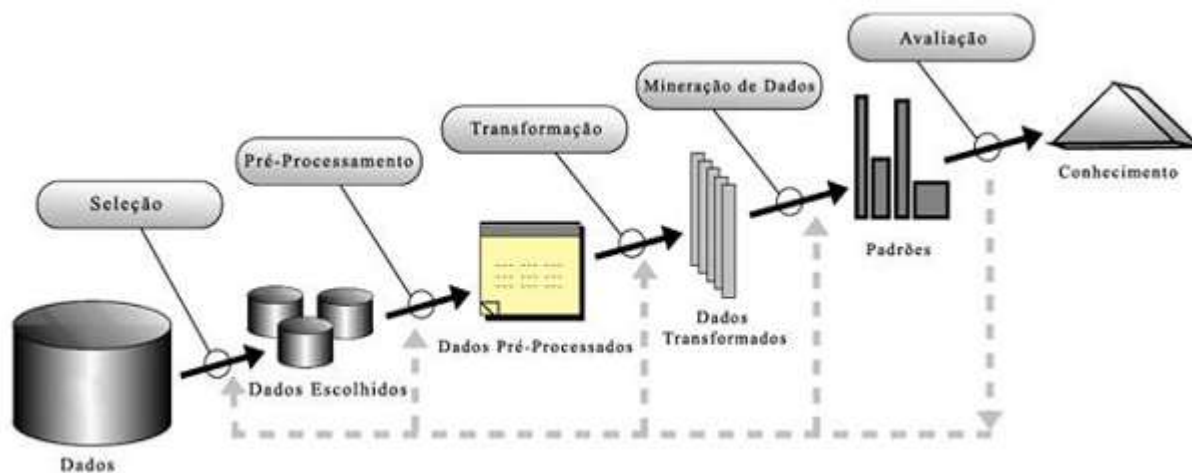 Avaliação
Mineração de Dados
Transformação
Pré-Processamento
Seleção
Conhecimento
Padrões
Dados
Transformados
Dados Pré-Processados
Dados Escolhidos
Dados